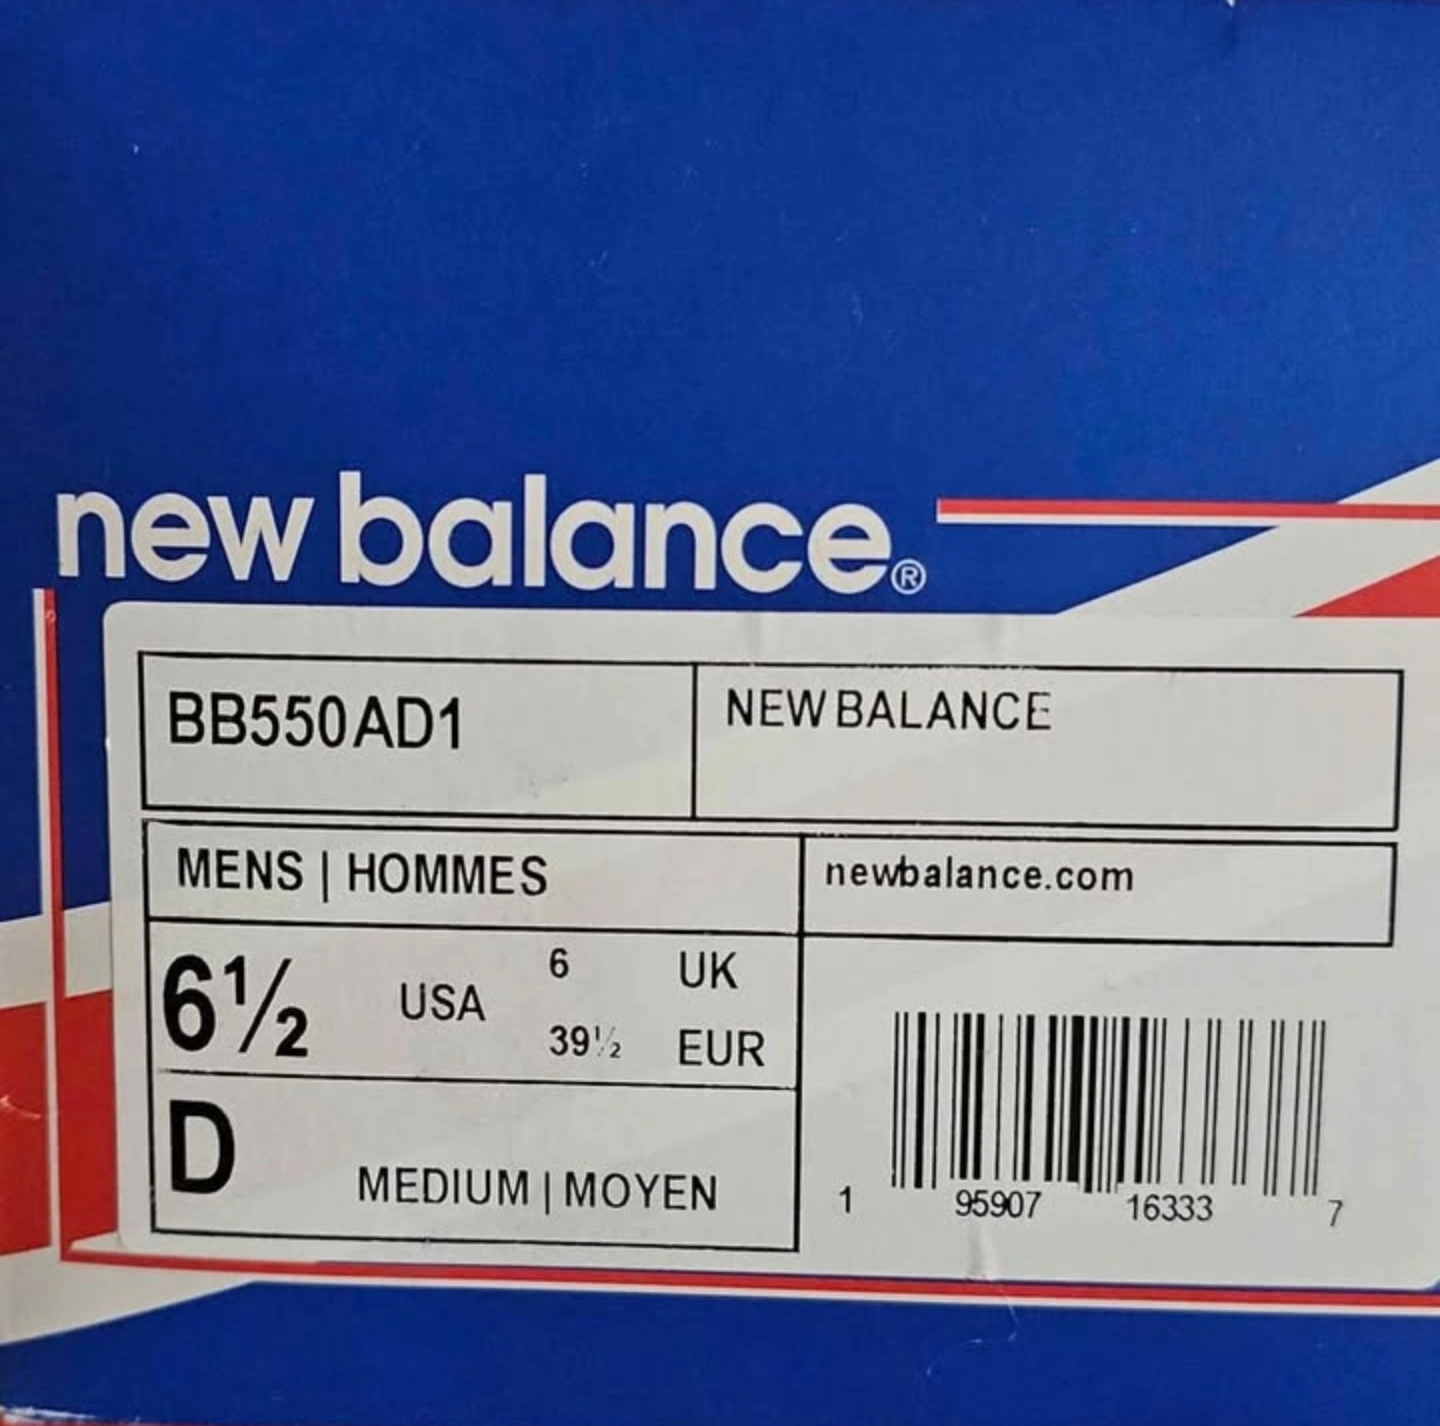 new balance®
BB550AD1
NEW BALANCE
MENS | HOMMES
newbalance.com
6½ USA
6 UK
39½ EUR
D
MEDIUM | MOYEN
1 95907 16333 7